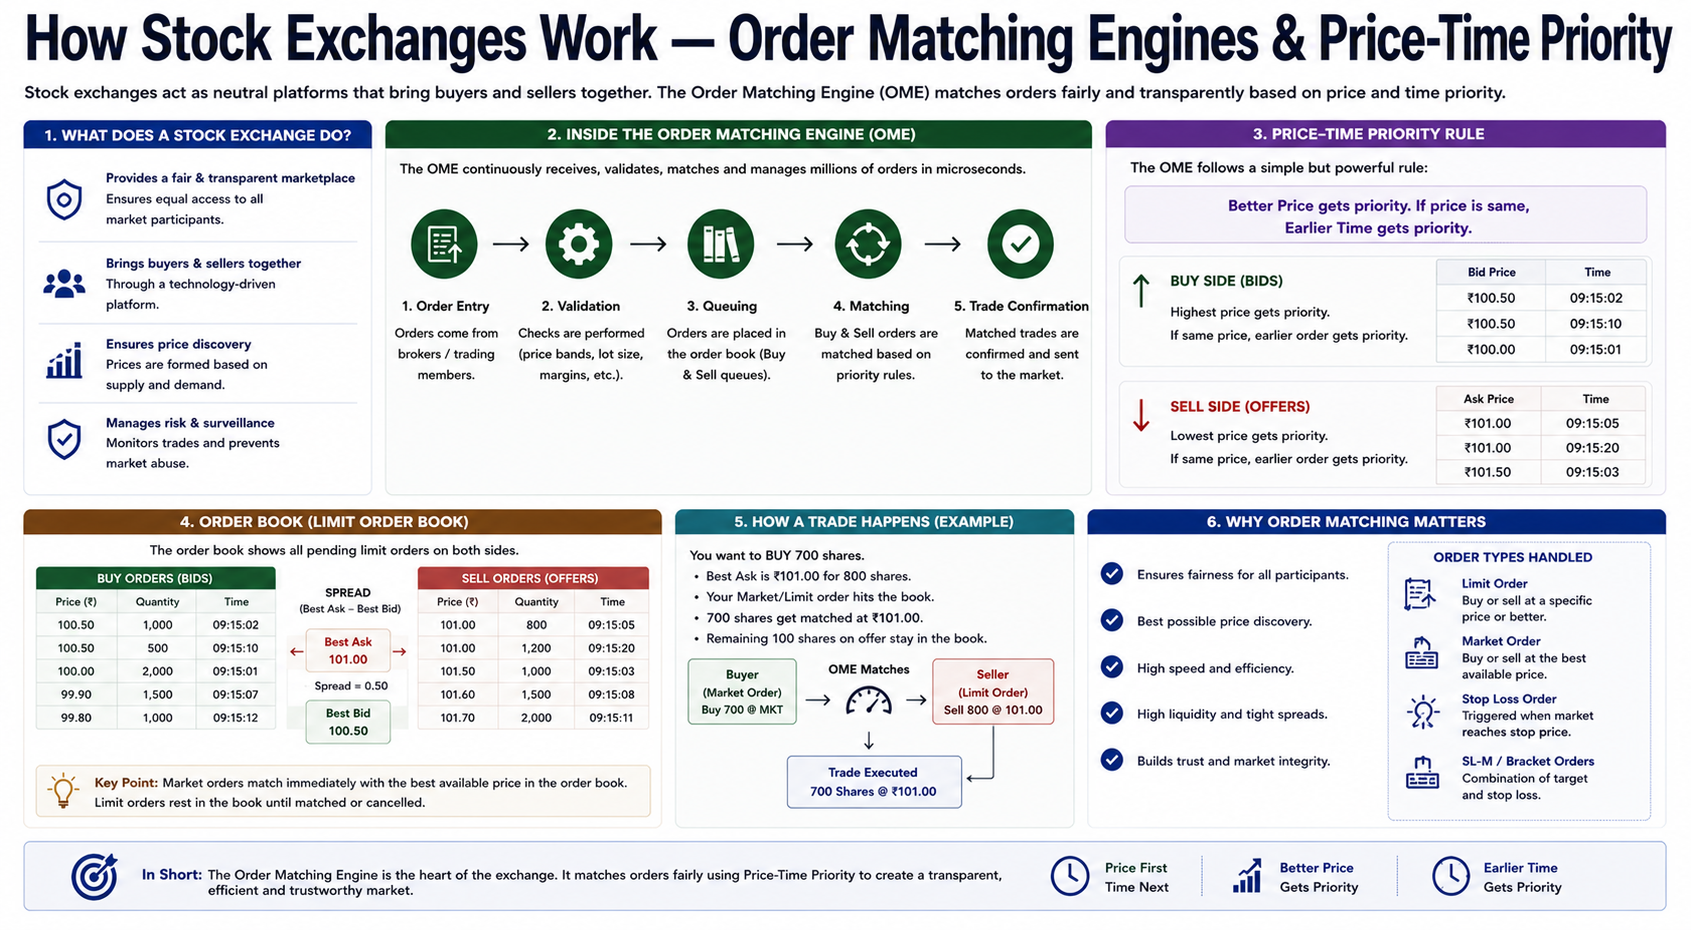 How Stock Exchanges Work — Order Matching Engines & Price-Time Priority
Stock exchanges act as neutral platforms that bring buyers and sellers together. The Order Matching Engine (OME) matches orders fairly and transparently based on price and time priority.
1. WHAT DOES A STOCK EXCHANGE DO?
Provides a fair & transparent marketplace
Ensures equal access to all
market participants.
Brings buyers & sellers together
Through a technology-driven
platform.
Ensures price discovery
Prices are formed based on
supply and demand.
Manages risk & surveillance
Monitors trades and prevents
market abuse.
2. INSIDE THE ORDER MATCHING ENGINE (OME)
The OME continuously receives, validates, matches and manages millions of orders in microseconds.
1. Order Entry
Orders come from
brokers / trading
members.
2. Validation
Checks are performed
(price bands, lot size,
margins, etc.).
3. Queuing
Orders are placed in
the order book (Buy
& Sell queues).
4. Matching
Buy & Sell orders are
matched based on
priority rules.
5. Trade Confirmation
Matched trades are
confirmed and sent
to the market.
3. PRICE–TIME PRIORITY RULE
The OME follows a simple but powerful rule:
Better Price gets priority. If price is same,
Earlier Time gets priority.
BUY SIDE (BIDS)
Highest price gets priority.
If same price, earlier order gets priority.
Bid Price Time
₹100.50 09:15:02
₹100.50 09:15:10
₹100.00 09:15:01
SELL SIDE (OFFERS)
Lowest price gets priority.
If same price, earlier order gets priority.
Ask Price Time
₹101.00 09:15:05
₹101.00 09:15:20
₹101.50 09:15:03
4. ORDER BOOK (LIMIT ORDER BOOK)
The order book shows all pending limit orders on both sides.
BUY ORDERS (BIDS)
Price (₹) Quantity Time
100.50 1,000 09:15:02
100.50 500 09:15:10
100.00 2,000 09:15:01
99.90 1,500 09:15:07
99.80 1,000 09:15:12
SPREAD
(Best Ask – Best Bid)
Best Ask
101.00
Spread = 0.50
Best Bid
100.50
SELL ORDERS (OFFERS)
Price (₹) Quantity Time
101.00 800 09:15:05
101.00 1,200 09:15:20
101.50 1,000 09:15:03
101.60 1,500 09:15:08
101.70 2,000 09:15:11
Key Point: Market orders match immediately with the best available price in the order book.
Limit orders rest in the book until matched or cancelled.
5. HOW A TRADE HAPPENS (EXAMPLE)
You want to BUY 700 shares.
• Best Ask is ₹101.00 for 800 shares.
• Your Market/Limit order hits the book.
• 700 shares get matched at ₹101.00.
• Remaining 100 shares on offer stay in the book.
Buyer
(Market Order)
Buy 700 @ MKT
OME Matches
Seller
(Limit Order)
Sell 800 @ 101.00
Trade Executed
700 Shares @ ₹101.00
6. WHY ORDER MATCHING MATTERS
Ensures fairness for all participants.
Best possible price discovery.
High speed and efficiency.
High liquidity and tight spreads.
Builds trust and market integrity.
ORDER TYPES HANDLED
Limit Order
Buy or sell at a specific
price or better.
Market Order
Buy or sell at the best
available price.
Stop Loss Order
Triggered when market
reaches stop price.
SL-M / Bracket Orders
Combination of target
and stop loss.
In Short: The Order Matching Engine is the heart of the exchange. It matches orders fairly using Price-Time Priority to create a transparent,
efficient and trustworthy market.
Price First
Time Next
Better Price
Gets Priority
Earlier Time
Gets Priority